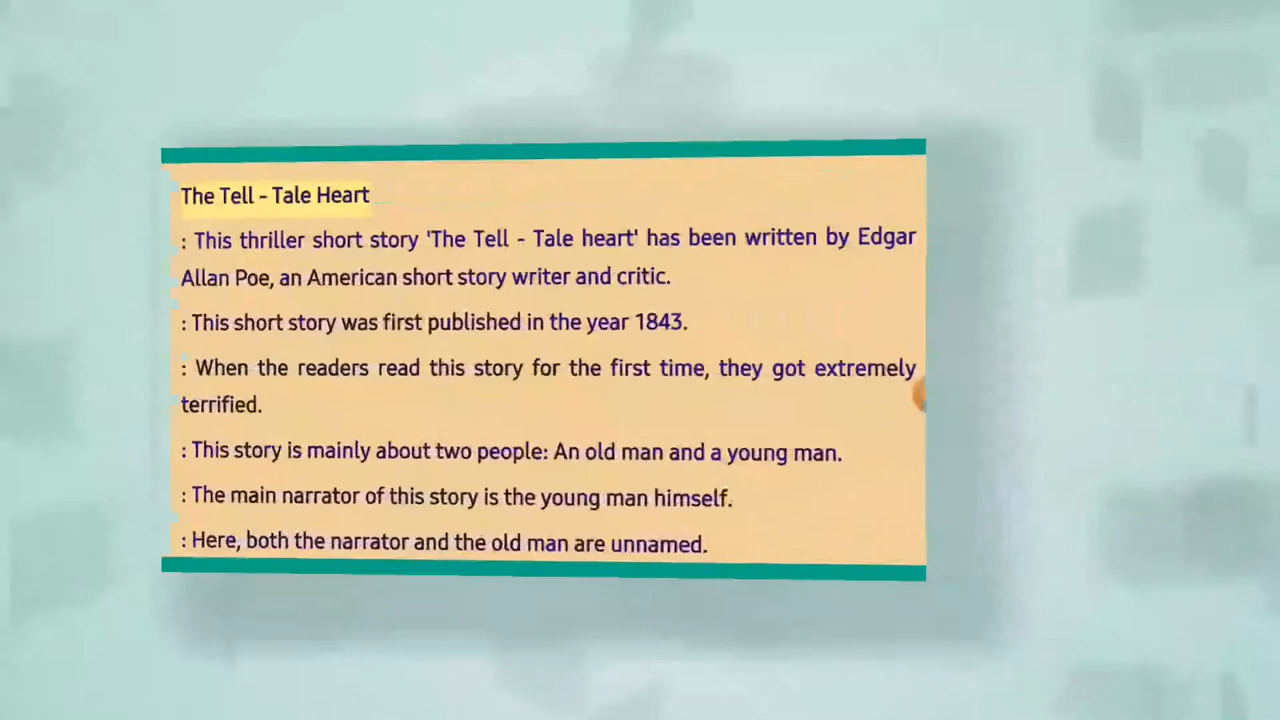 The Tell - Tale Heart
: This thriller short story 'The Tell - Tale heart' has been written by Edgar
Allan Poe, an American short story writer and critic.
: This short story was first published in the year 1843.
: When the readers read this story for the first time, they got extremely
terrified.
: This story is mainly about two people: An old man and a young man.
: The main narrator of this story is the young man himself.
: Here, both the narrator and the old man are unnamed.